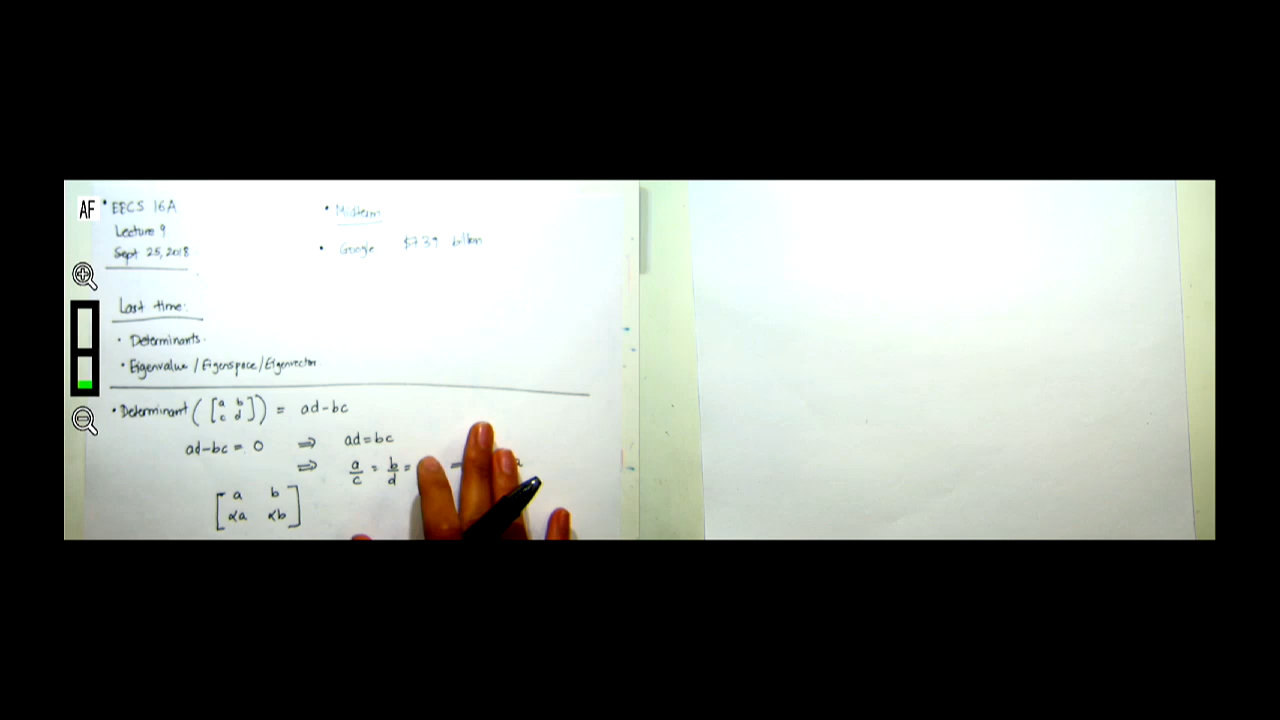 AF
• EECS 16A
Lecture 9
Sept 25, 2018
• Midterm
• Google $739 billion
Last time:
• Determinants.
• Eigenvalue / Eigenspace / Eigenvector
• Determinant ( [ a b
c d ] ) = ad-bc
ad-bc = 0 ⇒ ad=bc
⇒ a/c = b/d =
[ a b
αa αb ]